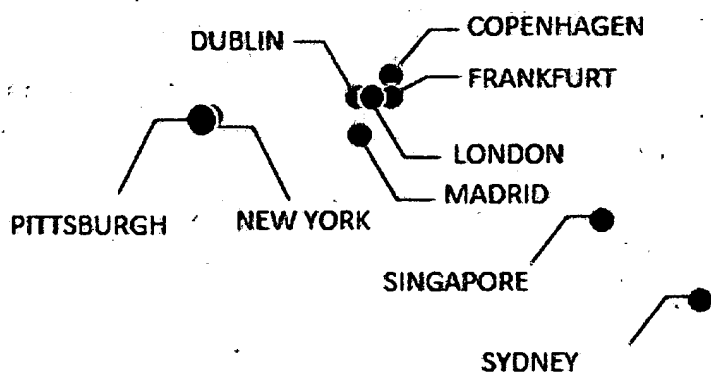 COPENHAGEN
DUBLIN
FRANKFURT
LONDON
MADRID
PITTSBURGH
NEW YORK
SINGAPORE
SYDNEY